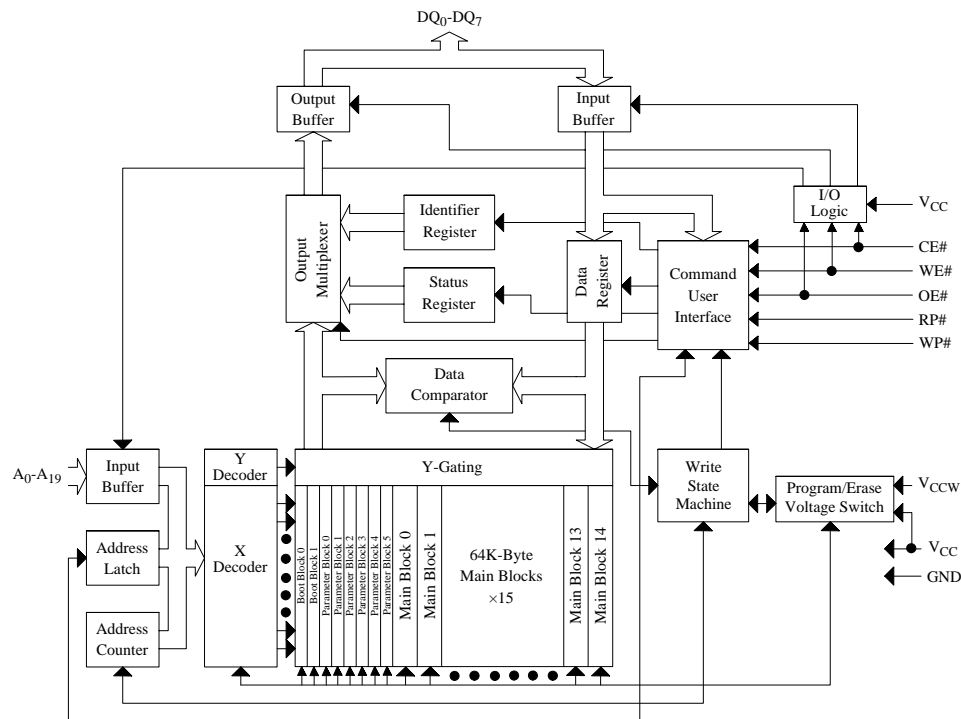 DQ0-DQ7
Output
Buffer
Input
Buffer
I/O
Logic
VCC
Output
Multiplexer
Identifier
Register
Status
Register
Data
Register
Command
User
Interface
CE#
WE#
OE#
RP#
WP#
Data
Comparator
A0-A19
Input
Buffer
Y
Decoder
Y-Gating
Write
State
Machine
Program/Erase
Voltage Switch
VCCW
VCC
GND
Address
Latch
X
Decoder
Address
Counter
Boot Block 0
Boot Block 1
Parameter Block 0
Parameter Block 1
Parameter Block 2
Parameter Block 3
Parameter Block 4
Parameter Block 5
Main Block 0
Main Block 1
64K-Byte
Main Blocks
×15
Main Block 13
Main Block 14